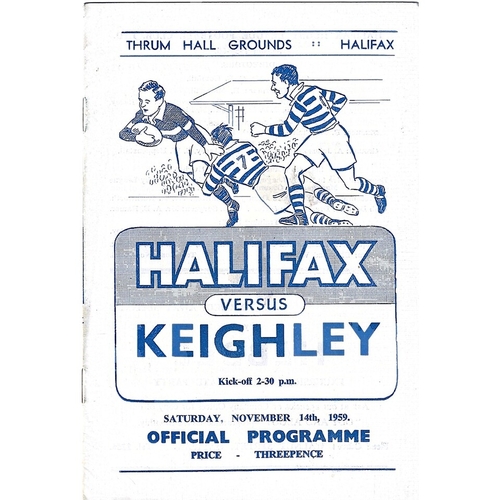 THRUM HALL GROUNDS :: HALIFAX
7
HALIFAX
VERSUS
KEIGHLEY
Kick-off 2-30 p.m.
SATURDAY, NOVEMBER 14th, 1959.
OFFICIAL PROGRAMME
PRICE - THREEPENCE